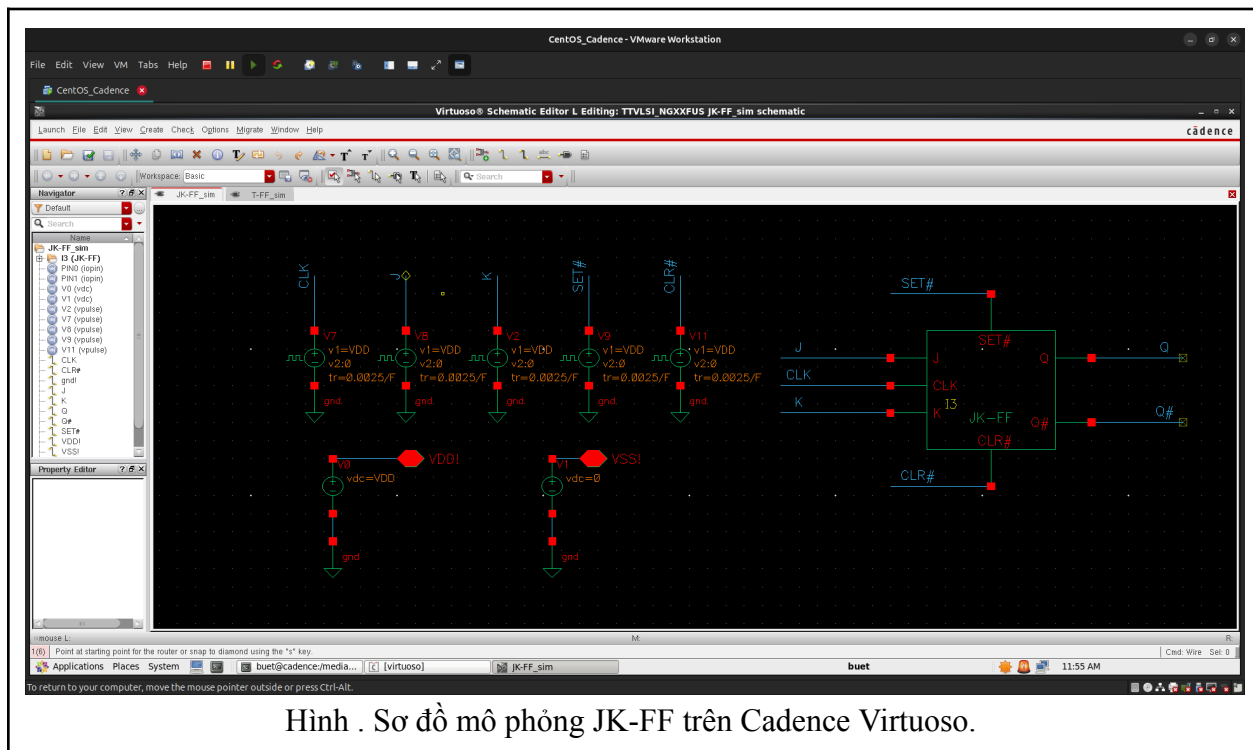 CentOS_Cadence - VMware Workstation
File Edit View VM Tabs Help
CentOS_Cadence
Virtuoso® Schematic Editor L Editing: TTVLSI_NGXXFUS JK-FF_sim schematic
Launch File Edit View Create Check Options Migrate Window Help
cādence
Workspace: Basic
Search
Navigator
JK-FF_sim T-FF_sim
Default
Search
Name
JK-FF_sim
I3 (JK-FF)
PIN0 (iopin)
PIN1 (iopin)
V0 (vdc)
V1 (vdc)
V2 (vpulse)
V7 (vpulse)
V8 (vpulse)
V9 (vpulse)
V11 (vpulse)
CLK
CLR#
gnd!
J
K
Q
Q#
SET#
VDD!
VSS!
Property Editor
CLK J K SET# CLR#
V7 V8 V2 V9 V11
v1=VDD v1=VDD v1=VDD v1=VDD v1=VDD
v2:0 v2:0 v2:0 v2:0 v2:0
tr=0.0025/F tr=0.0025/F tr=0.0025/F tr=0.0025/F tr=0.0025/F
gnd gnd gnd gnd gnd
V0 VDD! V1 VSS!
vdc=VDD vdc=0
gnd gnd
SET#
SET#
J J Q Q
CLK CLK
K K I3 JK-FF Q# Q#
CLR#
CLR#
mouse L: M: R:
1(6) Point at starting point for the router or snap to diamond using the "s" key. Cmd: Wire Sel: 0
Applications Places System buet@cadence:/media... [virtuoso] JK-FF_sim buet 11:55 AM
To return to your computer, move the mouse pointer outside or press Ctrl-Alt.
Hình . Sơ đồ mô phỏng JK-FF trên Cadence Virtuoso.